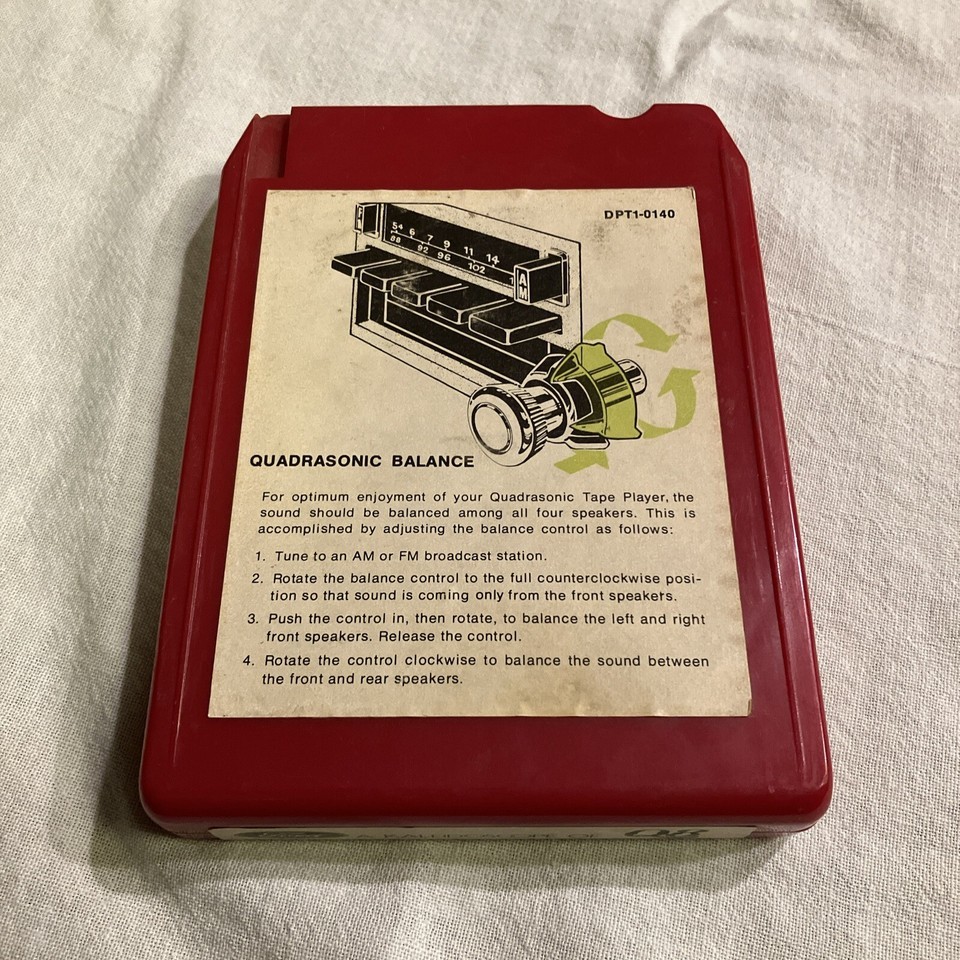 DPT1-0140
FM
54 6 7 9 11 14
88 92 96 102 1
AM
QUADRASONIC BALANCE
For optimum enjoyment of your Quadrasonic Tape Player, the
sound should be balanced among all four speakers. This is
accomplished by adjusting the balance control as follows:
1. Tune to an AM or FM broadcast station.
2. Rotate the balance control to the full counterclockwise posi-
tion so that sound is coming only from the front speakers.
3. Push the control in, then rotate, to balance the left and right
front speakers. Release the control.
4. Rotate the control clockwise to balance the sound between
the front and rear speakers.
A KALEIDOSCOPE OF Q8